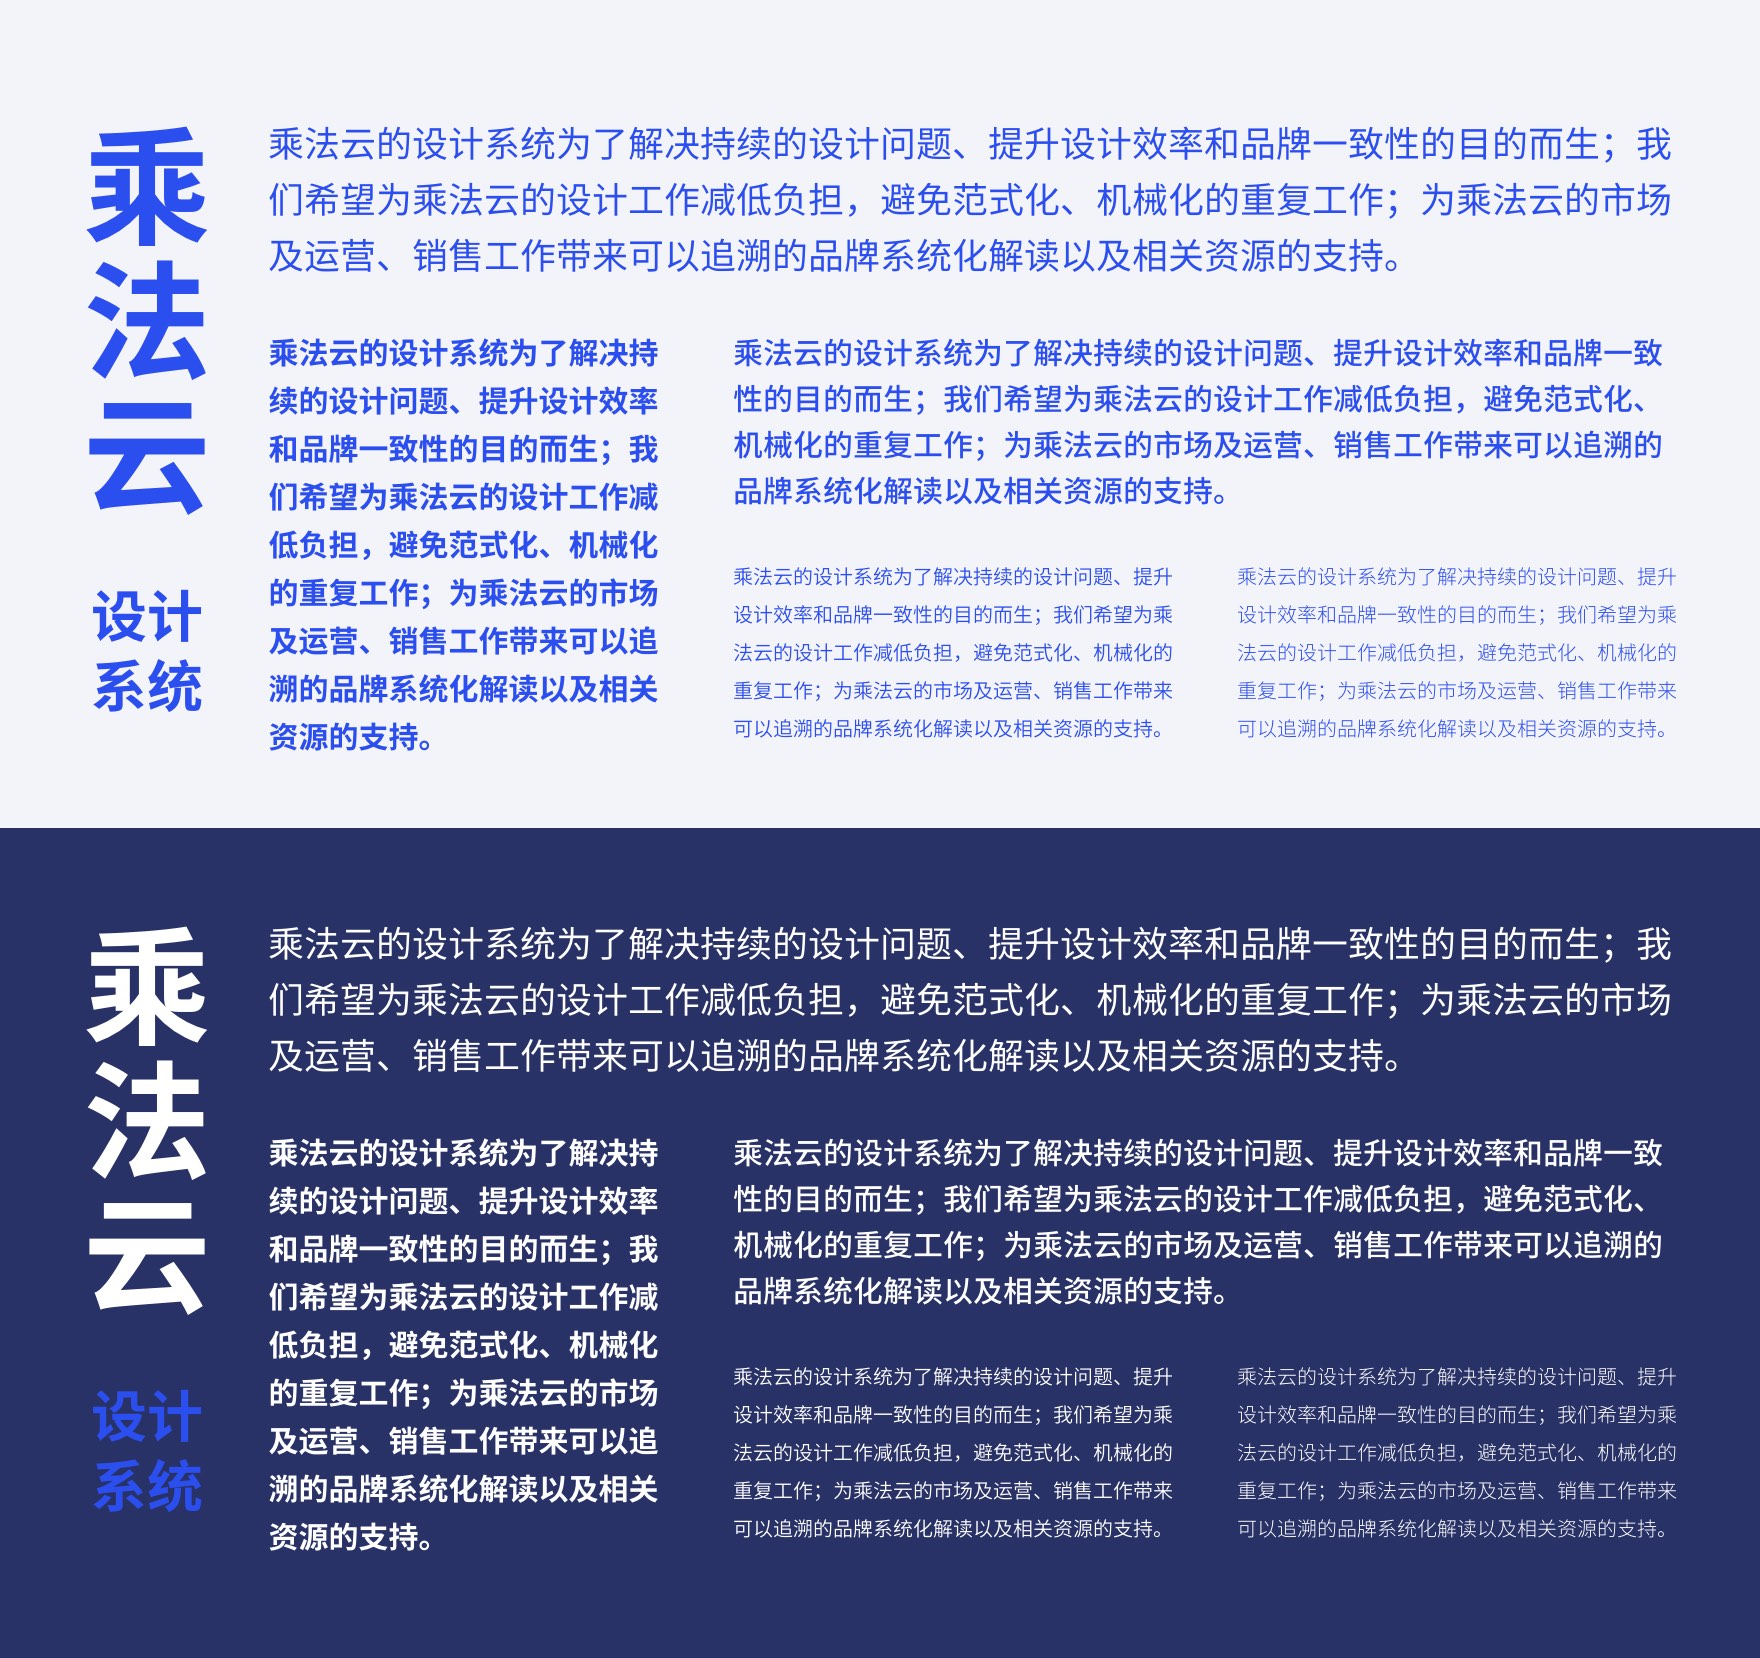 乘
法
云
设计
系统
乘法云的设计系统为了解决持续的设计问题、提升设计效率和品牌一致性的目的而生；我
们希望为乘法云的设计工作减低负担，避免范式化、机械化的重复工作；为乘法云的市场
及运营、销售工作带来可以追溯的品牌系统化解读以及相关资源的支持。
乘法云的设计系统为了解决持
续的设计问题、提升设计效率
和品牌一致性的目的而生；我
们希望为乘法云的设计工作减
低负担，避免范式化、机械化
的重复工作；为乘法云的市场
及运营、销售工作带来可以追
溯的品牌系统化解读以及相关
资源的支持。
乘法云的设计系统为了解决持续的设计问题、提升设计效率和品牌一致
性的目的而生；我们希望为乘法云的设计工作减低负担，避免范式化、
机械化的重复工作；为乘法云的市场及运营、销售工作带来可以追溯的
品牌系统化解读以及相关资源的支持。
乘法云的设计系统为了解决持续的设计问题、提升
设计效率和品牌一致性的目的而生；我们希望为乘
法云的设计工作减低负担，避免范式化、机械化的
重复工作；为乘法云的市场及运营、销售工作带来
可以追溯的品牌系统化解读以及相关资源的支持。
乘法云的设计系统为了解决持续的设计问题、提升
设计效率和品牌一致性的目的而生；我们希望为乘
法云的设计工作减低负担，避免范式化、机械化的
重复工作；为乘法云的市场及运营、销售工作带来
可以追溯的品牌系统化解读以及相关资源的支持。
乘
法
云
设计
系统
乘法云的设计系统为了解决持续的设计问题、提升设计效率和品牌一致性的目的而生；我
们希望为乘法云的设计工作减低负担，避免范式化、机械化的重复工作；为乘法云的市场
及运营、销售工作带来可以追溯的品牌系统化解读以及相关资源的支持。
乘法云的设计系统为了解决持
续的设计问题、提升设计效率
和品牌一致性的目的而生；我
们希望为乘法云的设计工作减
低负担，避免范式化、机械化
的重复工作；为乘法云的市场
及运营、销售工作带来可以追
溯的品牌系统化解读以及相关
资源的支持。
乘法云的设计系统为了解决持续的设计问题、提升设计效率和品牌一致
性的目的而生；我们希望为乘法云的设计工作减低负担，避免范式化、
机械化的重复工作；为乘法云的市场及运营、销售工作带来可以追溯的
品牌系统化解读以及相关资源的支持。
乘法云的设计系统为了解决持续的设计问题、提升
设计效率和品牌一致性的目的而生；我们希望为乘
法云的设计工作减低负担，避免范式化、机械化的
重复工作；为乘法云的市场及运营、销售工作带来
可以追溯的品牌系统化解读以及相关资源的支持。
乘法云的设计系统为了解决持续的设计问题、提升
设计效率和品牌一致性的目的而生；我们希望为乘
法云的设计工作减低负担，避免范式化、机械化的
重复工作；为乘法云的市场及运营、销售工作带来
可以追溯的品牌系统化解读以及相关资源的支持。